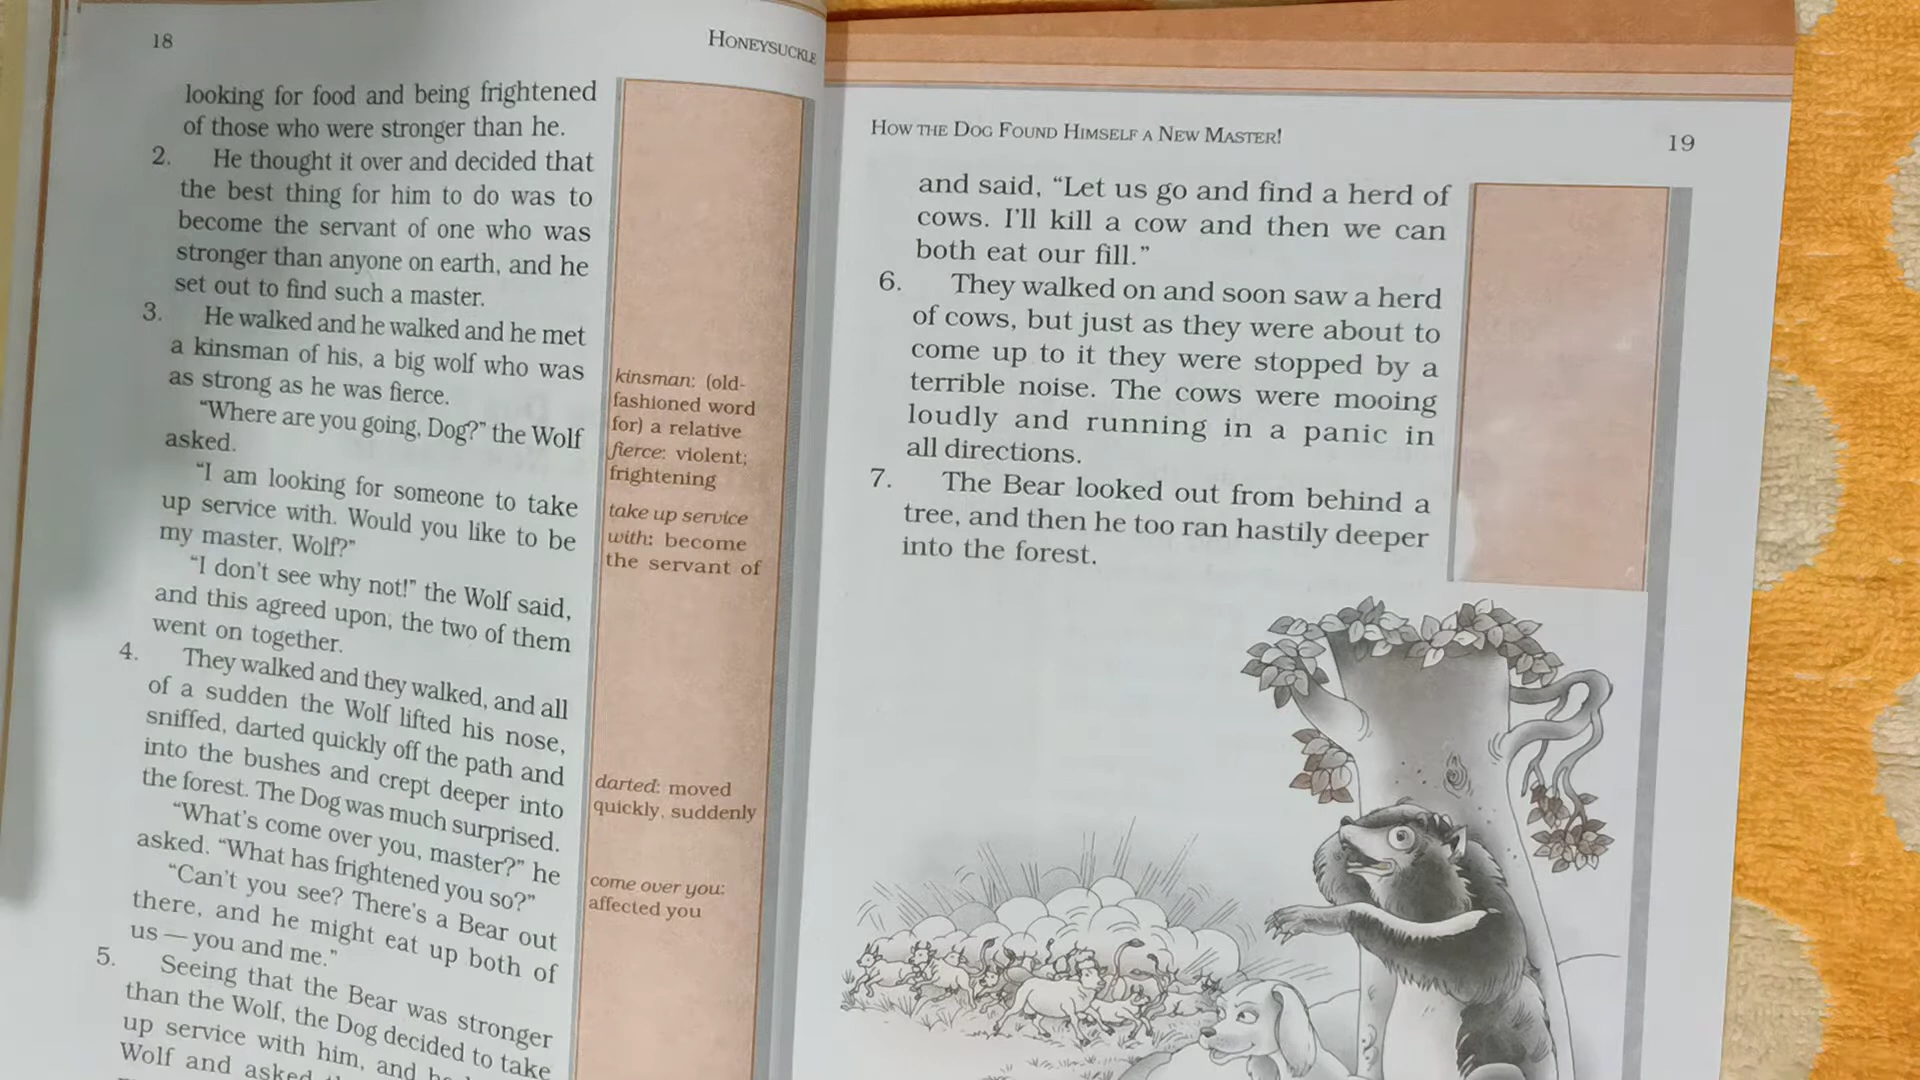 18
HONEYSUCKLE
looking for food and being frightened
of those who were stronger than he.
2. He thought it over and decided that
the best thing for him to do was to
become the servant of one who was
stronger than anyone on earth, and he
set out to find such a master.
3. He walked and he walked and he met
a kinsman of his, a big wolf who was
as strong as he was fierce.
“Where are you going, Dog?” the Wolf
asked.
“I am looking for someone to take
up service with. Would you like to be
my master, Wolf?”
“I don't see why not!” the Wolf said,
and this agreed upon, the two of them
went on together.
4. They walked and they walked, and all
of a sudden the Wolf lifted his nose,
sniffed, darted quickly off the path and
into the bushes and crept deeper into
the forest. The Dog was much surprised.
“What's come over you, master?” he
asked. “What has frightened you so?”
“Can't you see? There's a Bear out
there, and he might eat up both of
us — you and me.”
5. Seeing that the Bear was stronger
than the Wolf, the Dog decided to take
up service with him, and
Wolf and asked
kinsman: (old-
fashioned word
for) a relative
fierce: violent;
frightening
take up service
with: become
the servant of
darted: moved
quickly, suddenly
come over you:
affected you
HOW THE DOG FOUND HIMSELF A NEW MASTER!
19
and said, “Let us go and find a herd of
cows. I'll kill a cow and then we can
both eat our fill.”
6. They walked on and soon saw a herd
of cows, but just as they were about to
come up to it they were stopped by a
terrible noise. The cows were mooing
loudly and running in a panic in
all directions.
7. The Bear looked out from behind a
tree, and then he too ran hastily deeper
into the forest.